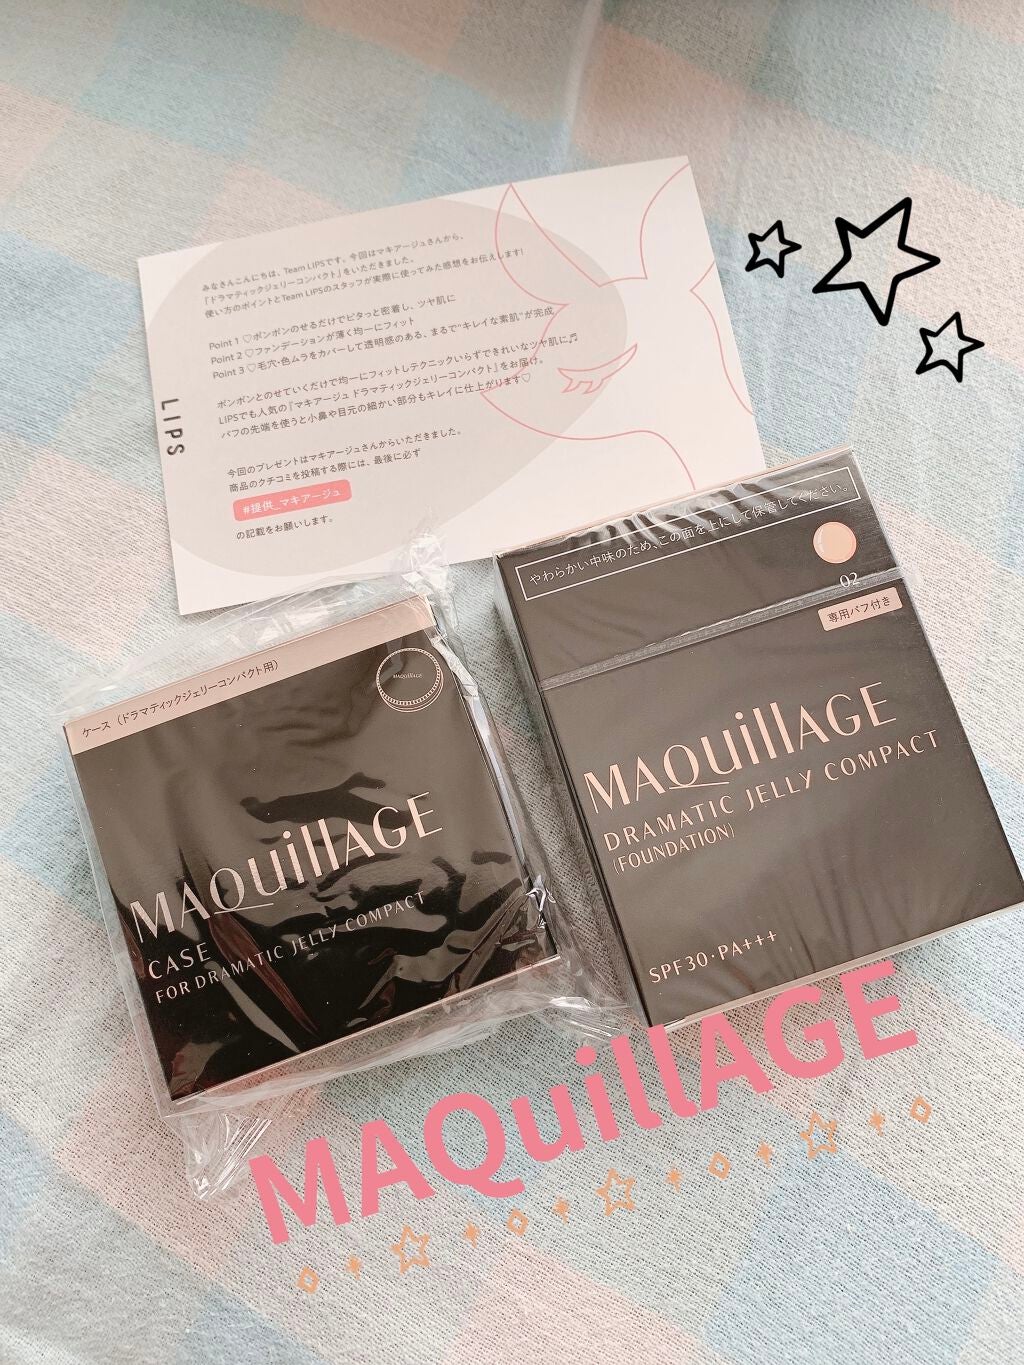 みなさんこんにちは、Team LIPSです。今回はマキアージュさんから、
『ドラマティックジェリーコンパクト』をいただきました。
使い方のポイントとTeam LIPSのスタッフが実際に使ってみた感想をお伝えします!
Point 1 ♡ポンポンのせるだけでピタっと密着し、ツヤ肌に
Point 2 ♡ファンデーションが薄く均一にフィット
Point 3 ♡毛穴・色ムラをカバーして透明感のある、まるで"キレイな素肌"が完成
ポンポンとのせていくだけで均一にフィットしテクニックいらずできれいなツヤ肌に♬
LIPSでも人気の『マキアージュ ドラマティックジェリーコンパクト』をお届け。
パフの先端を使うと小鼻や目元の細かい部分もキレイに仕上がります♡
今回のプレゼントはマキアージュさんからいただきました。
商品のクチコミを投稿する際には、最後に必ず
#提供_マキアージュ
の記載をお願いします。
LIPS
やわらかい中味のため、この面を上にして保管してください。
02
専用パフ付き
MAQuillAGE
DRAMATIC JELLY COMPACT
(FOUNDATION)
SPF30・PA+++
ケース(ドラマティックジェリーコンパクト用)
MAQuillAGE
MAQuillAGE
CASE
FOR DRAMATIC JELLY COMPACT
MAQuillAGE